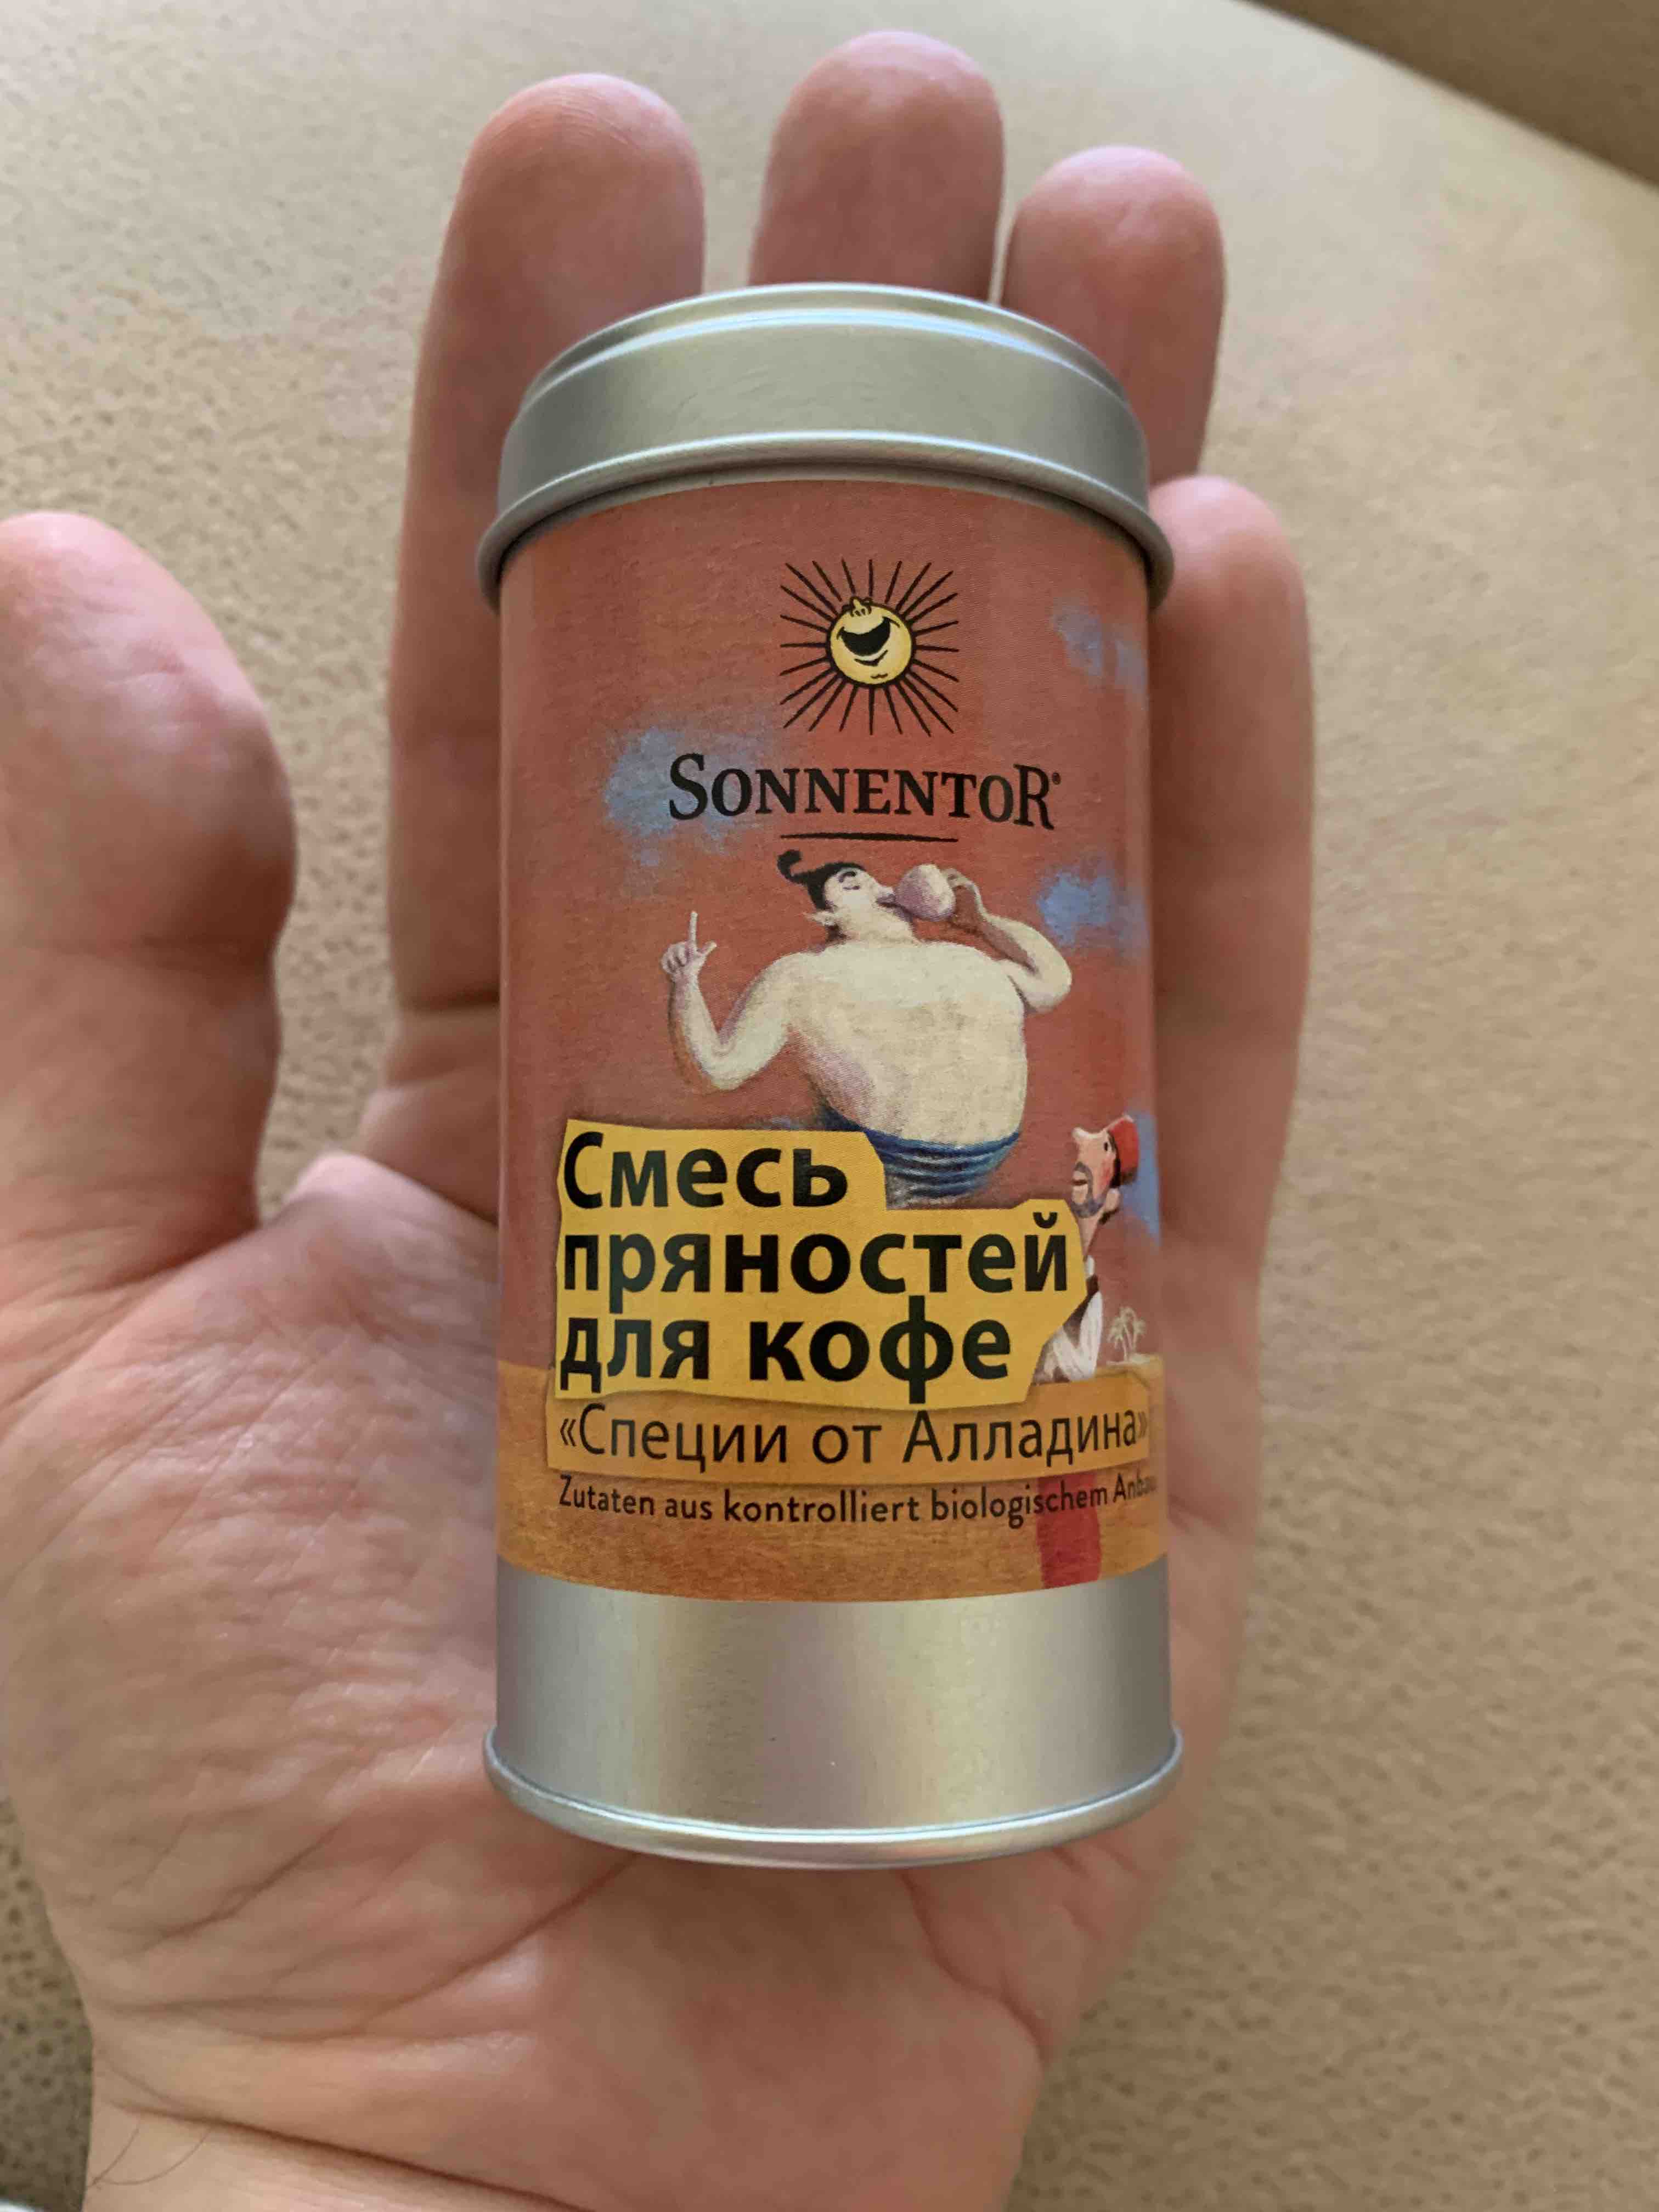 SONNENTOR®
Смесь
пряностей
для кофе
«Специи от Алладина»
Zutaten aus kontrolliert biologischem